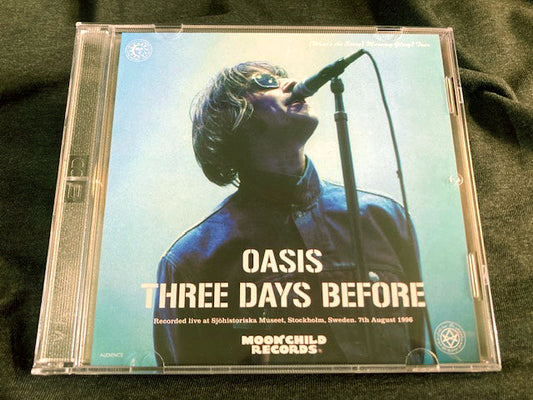 (What's the Story) Morning Glory? Tour
OASIS
THREE DAYS BEFORE
Recorded live at Sjöhistoriska Museet, Stockholm, Sweden. 7th August 1996
MOONCHILD
RECORDS
AUDIENCE